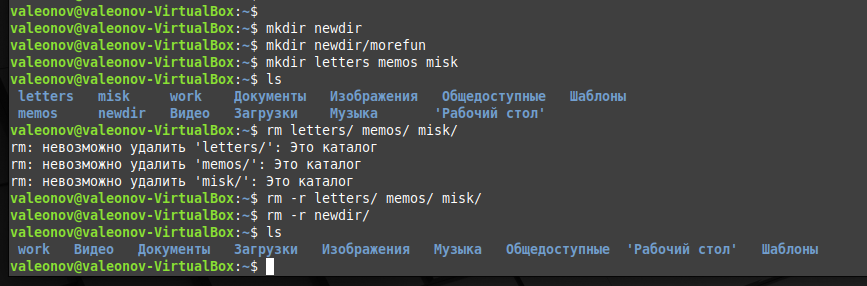 valeonov@valeonov-VirtualBox:~$
valeonov@valeonov-VirtualBox:~$ mkdir newdir
valeonov@valeonov-VirtualBox:~$ mkdir newdir/morefun
valeonov@valeonov-VirtualBox:~$ mkdir letters memos misk
valeonov@valeonov-VirtualBox:~$ ls
letters misk work Документы Изображения Общедоступные Шаблоны
memos newdir Видео Загрузки Музыка 'Рабочий стол'
valeonov@valeonov-VirtualBox:~$ rm letters/ memos/ misk/
rm: невозможно удалить 'letters/': Это каталог
rm: невозможно удалить 'memos/': Это каталог
rm: невозможно удалить 'misk/': Это каталог
valeonov@valeonov-VirtualBox:~$ rm -r letters/ memos/ misk/
valeonov@valeonov-VirtualBox:~$ rm -r newdir/
valeonov@valeonov-VirtualBox:~$ ls
work Видео Документы Загрузки Изображения Музыка Общедоступные 'Рабочий стол' Шаблоны
valeonov@valeonov-VirtualBox:~$